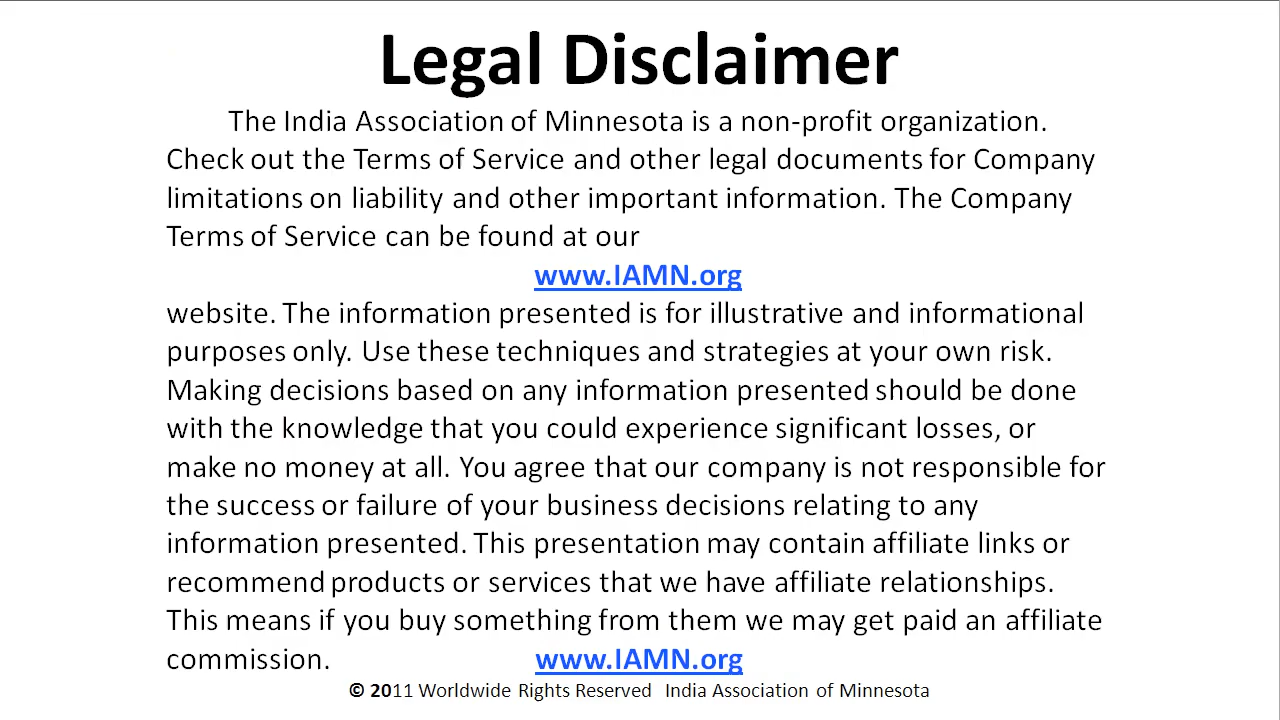 Legal Disclaimer
The India Association of Minnesota is a non-profit organization.
Check out the Terms of Service and other legal documents for Company
limitations on liability and other important information. The Company
Terms of Service can be found at our
www.IAMN.org
website. The information presented is for illustrative and informational
purposes only. Use these techniques and strategies at your own risk.
Making decisions based on any information presented should be done
with the knowledge that you could experience significant losses, or
make no money at all. You agree that our company is not responsible for
the success or failure of your business decisions relating to any
information presented. This presentation may contain affiliate links or
recommend products or services that we have affiliate relationships.
This means if you buy something from them we may get paid an affiliate
commission. www.IAMN.org
© 2011 Worldwide Rights Reserved India Association of Minnesota